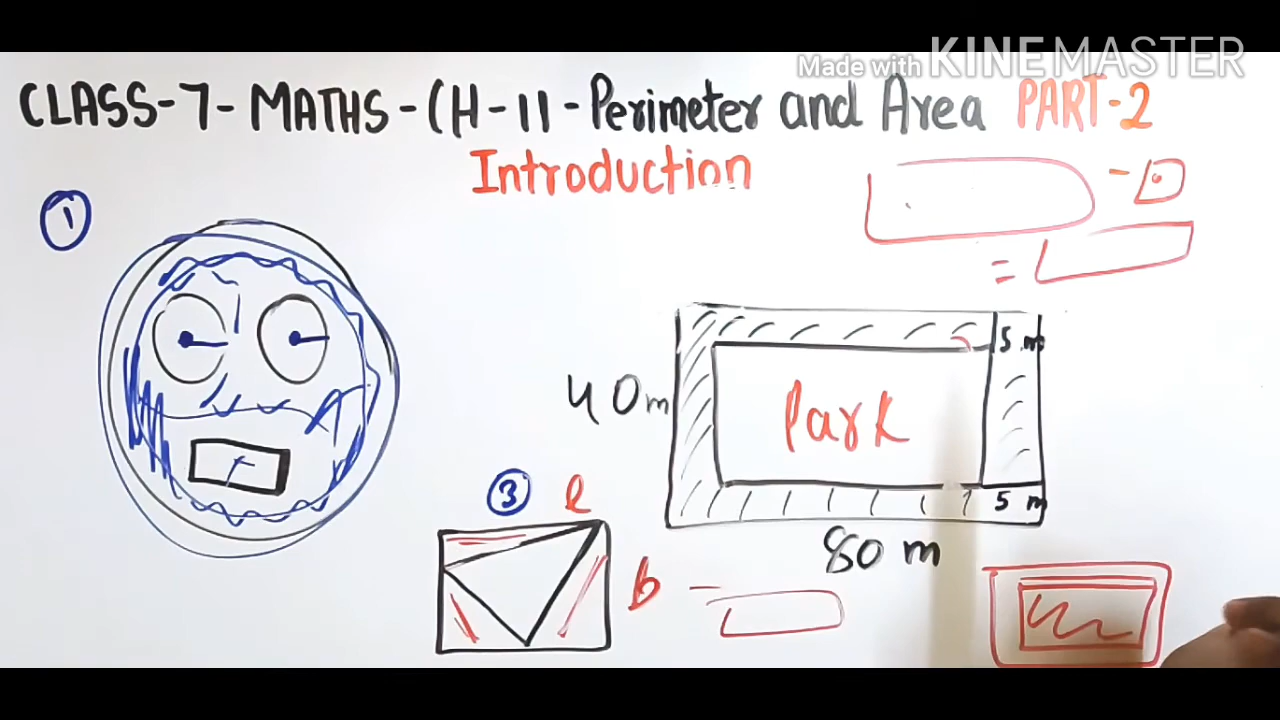 Made with KINEMASTER
CLASS-7-MATHS-CH-11-Perimeter and Area PART-2
Introduction
1
5 m
40m
Park
3
l
5 m
80 m
b